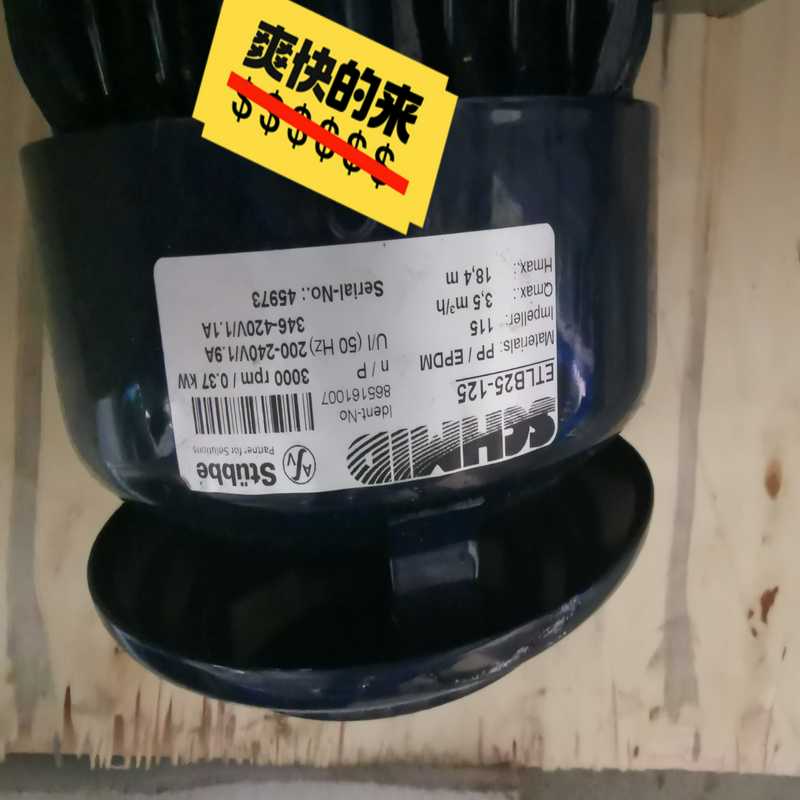 爽快的来
$$$$$$
SCHMID
Stübbe
ASV
Partner for Solutions
ETLB25-125
Ident-No
865161007
Materials: PP / EPDM
n / P
3000 rpm / 0.37 kW
Impeller: 115
U/I (50 Hz) 200-240V/1.9A
346-420V/1.1A
Qmax.: 3,5 m³/h
Hmax.: 18,4 m
Serial-No.: 45973